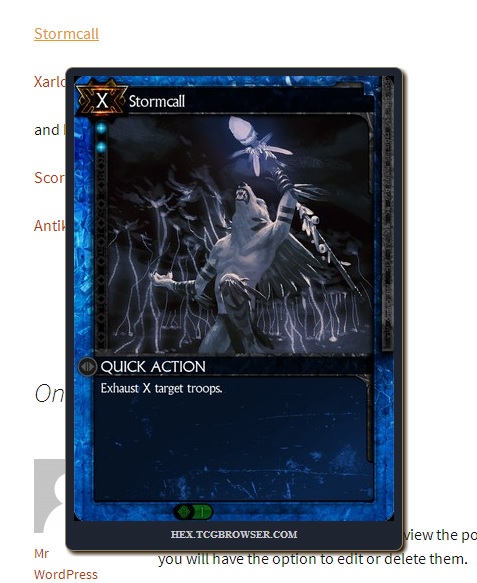 Stormcall
Xarlo
X Stormcall
and
Scor
Antik
QUICK ACTION
Exhaust X target troops.
On
HEX.TCGBROWSER.COM
view the po
you will have the option to edit or delete them.
Mr
WordPress